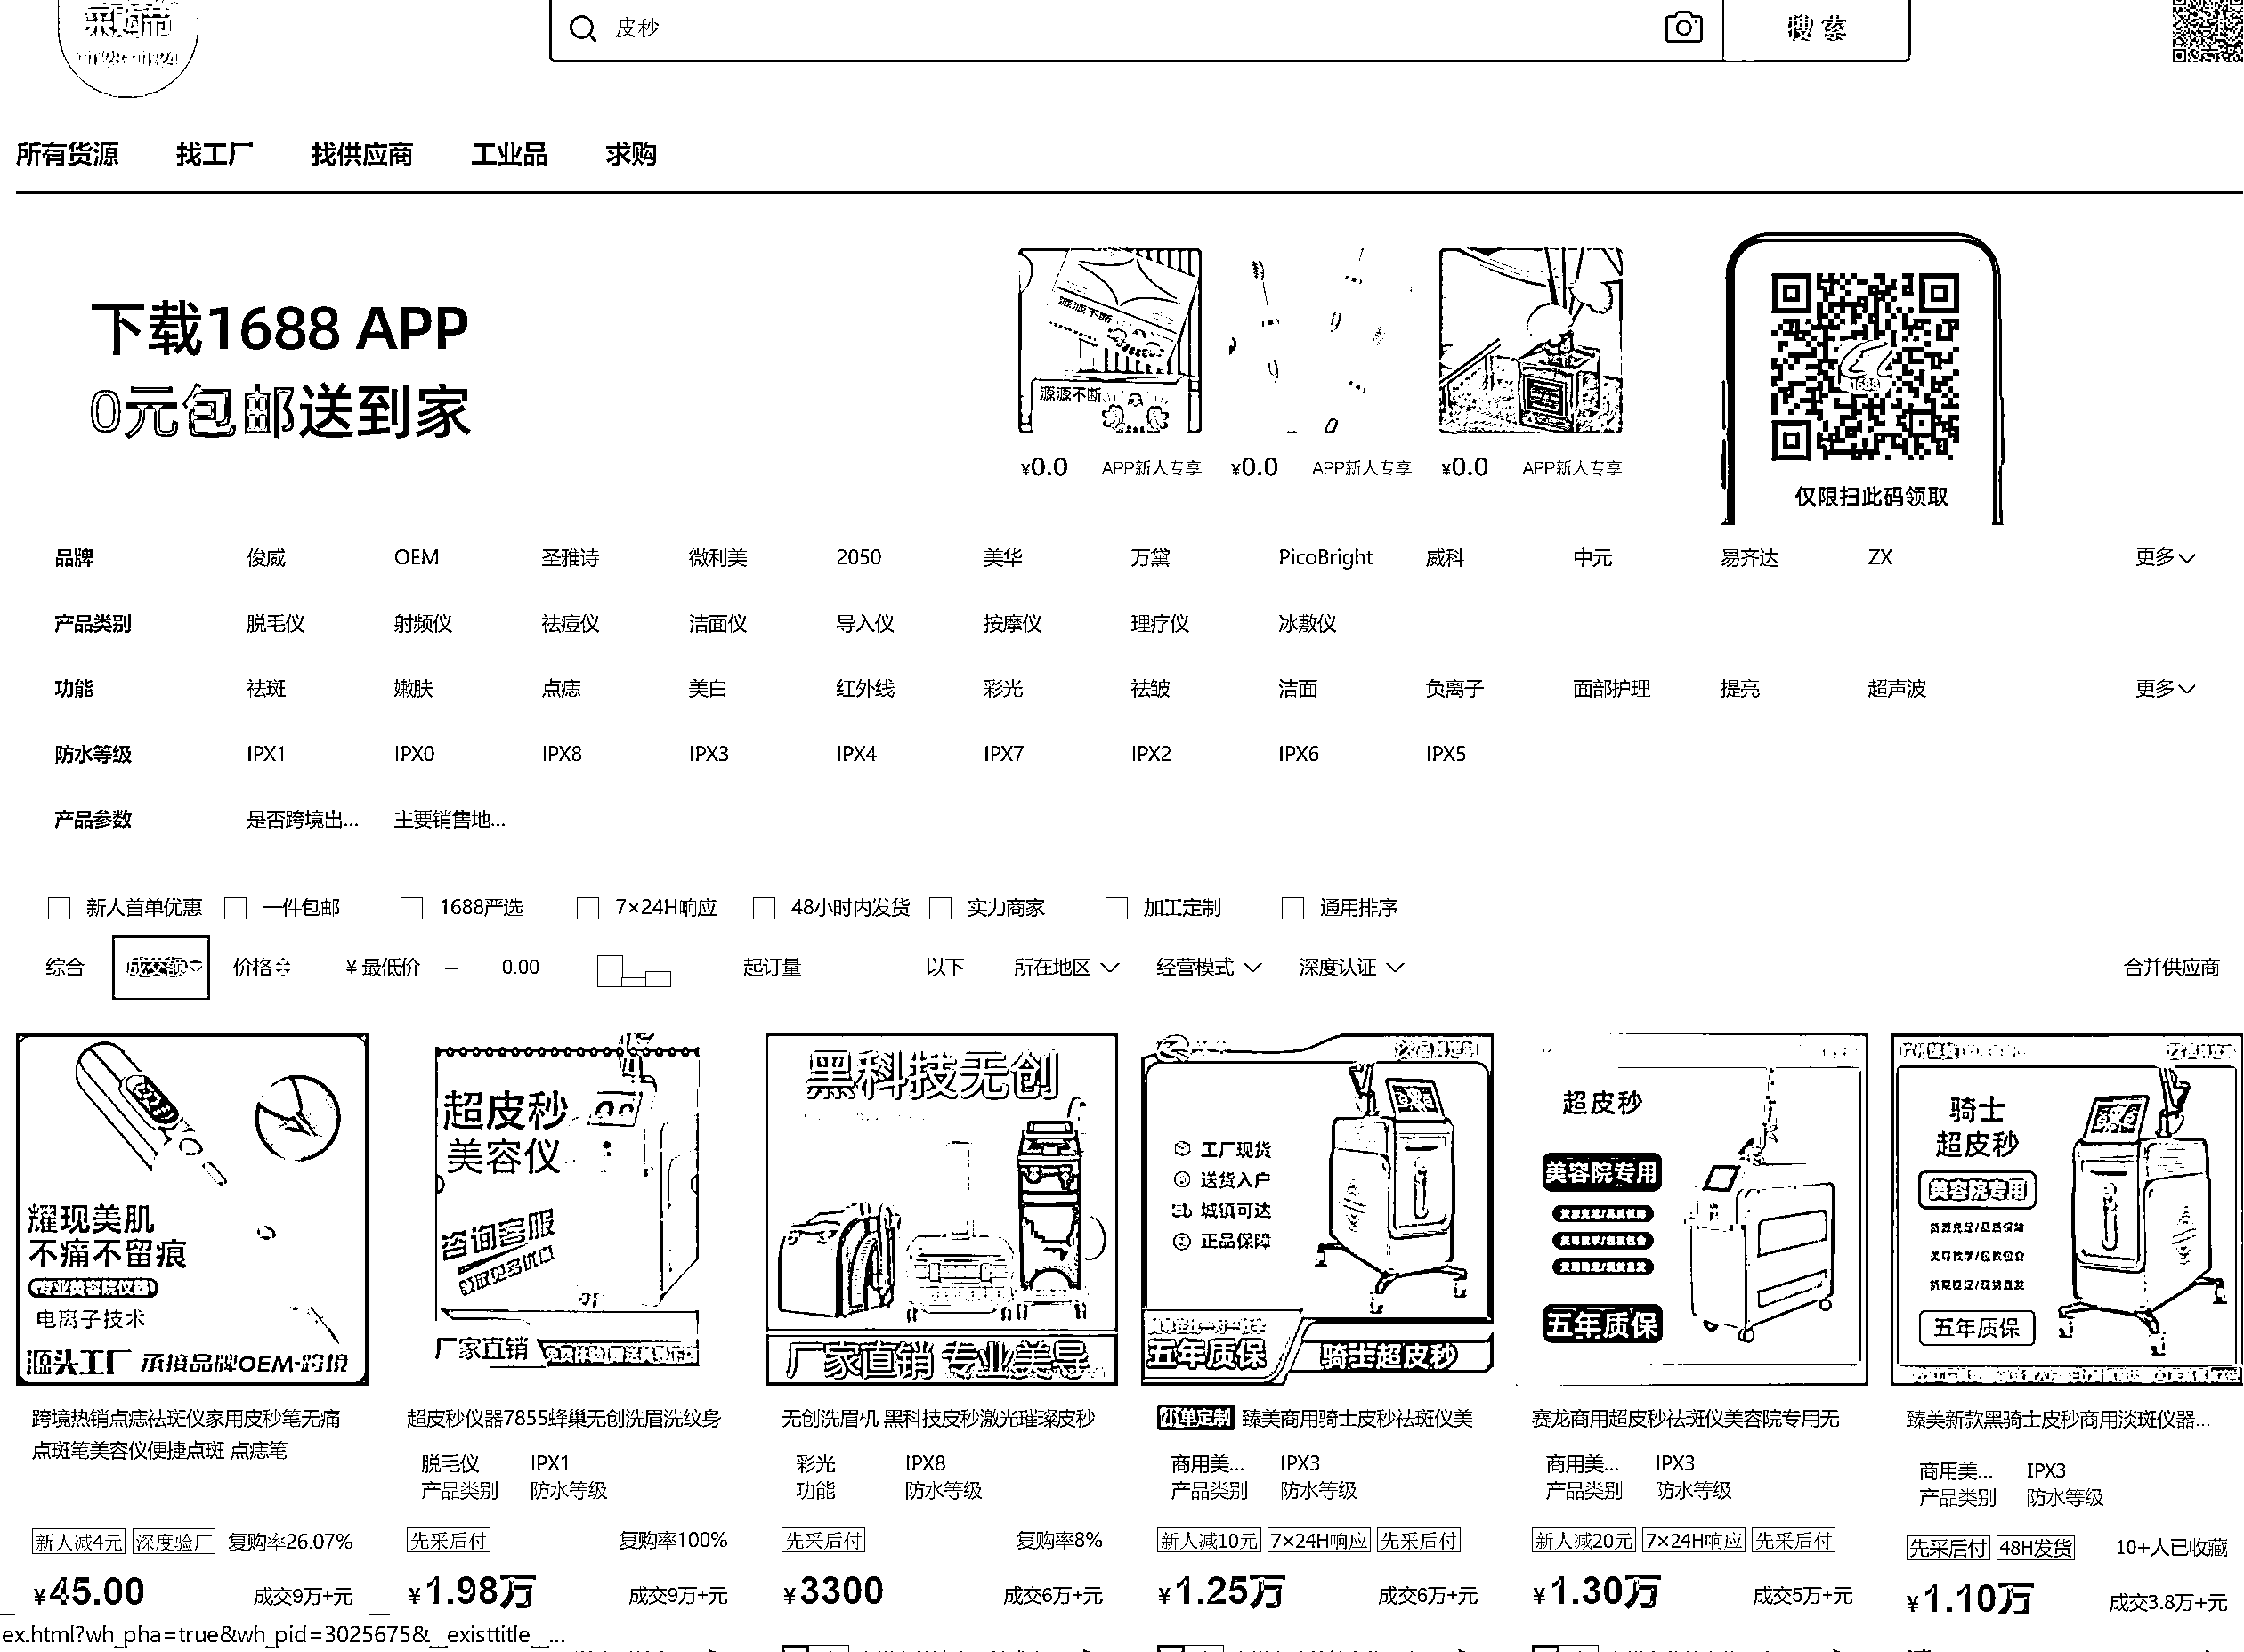 采购节
皮秒
搜索
所有货源 找工厂 找供应商 工业品 求购
下载1688 APP
0元包邮送到家
源源不断
源源不断
¥0.0 APP新人专享 ¥0.0 APP新人专享 ¥0.0 APP新人专享
1688
仅限扫此码领取
品牌 俊威 OEM 圣雅诗 微利美 2050 美华 万黛 PicoBright 威科 中元 易齐达 ZX 更多
产品类别 脱毛仪 射频仪 祛痘仪 洁面仪 导入仪 按摩仪 理疗仪 冰敷仪
功能 祛斑 嫩肤 点痣 美白 红外线 彩光 祛皱 洁面 负离子 面部护理 提亮 超声波 更多
防水等级 IPX1 IPX0 IPX8 IPX3 IPX4 IPX7 IPX2 IPX6 IPX5
产品参数 是否跨境出... 主要销售地...
新人首单优惠 一件包邮 1688严选 7×24H响应 48小时内发货 实力商家 加工定制 通用排序
综合 成交额 价格 ¥ 最低价 – 0.00 起订量 以下 所在地区 经营模式 深度认证 合并供应商
耀现美肌
不痛不留痕
专业美容院仪器
电离子技术
源头工厂 承接品牌OEM·跨境
超皮秒
美容仪
咨询客服
领取更多优惠
厂家直销
黑科技无创
厂家直销 专业美导
工厂现货
送货入户
城镇可达
正品保障
五年质保
骑士超皮秒
超皮秒
美容院专用
五年质保
骑士
超皮秒
美容院专用
货源充足/品质保障
五年质保
跨境热销点痣祛斑仪家用皮秒笔无痛
点斑笔美容仪便捷点斑 点痣笔
新人减4元 深度验厂 复购率26.07%
¥45.00 成交9万+元
超皮秒仪器7855蜂巢无创洗眉洗纹身
脱毛仪 IPX1
产品类别 防水等级
先采后付 复购率100%
¥1.98万 成交9万+元
无创洗眉机 黑科技皮秒激光璀璨皮秒
彩光 IPX8
功能 防水等级
先采后付 复购率8%
¥3300 成交6万+元
小单定制 臻美商用骑士皮秒祛斑仪美
商用美... IPX3
产品类别 防水等级
新人减10元 7×24H响应 先采后付
¥1.25万 成交6万+元
赛龙商用超皮秒祛斑仪美容院专用无
商用美... IPX3
产品类别 防水等级
新人减20元 7×24H响应 先采后付
¥1.30万 成交5万+元
臻美新款黑骑士皮秒商用淡斑仪器...
商用美... IPX3
产品类别 防水等级
先采后付 48H发货 10+人已收藏
¥1.10万 成交3.8万+元
ex.html?wh_pha=true&wh_pid=3025675&__existtitle__...